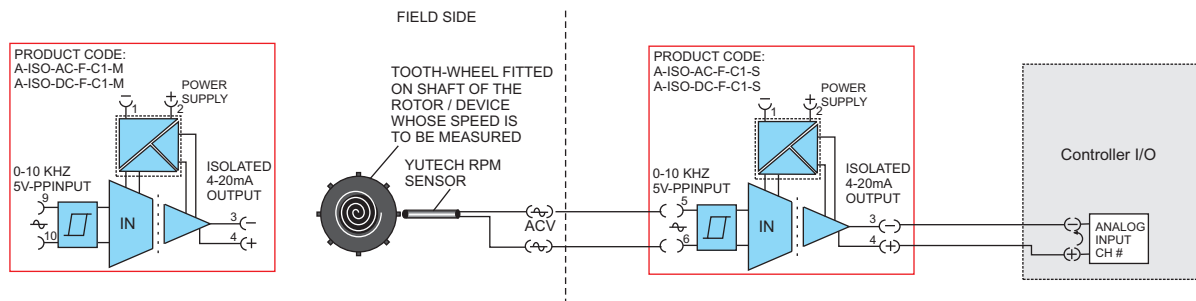 PRODUCT CODE:
A-ISO-AC-F-C1-M
A-ISO-DC-F-C1-M
POWER
SUPPLY
−
+
1
2
0-10 KHZ
5V-PPINPUT
9
10
IN
ISOLATED
4-20mA
OUTPUT
3
−
4
+
FIELD SIDE
TOOTH-WHEEL FITTED
ON SHAFT OF THE
ROTOR / DEVICE
WHOSE SPEED IS
TO BE MEASURED
YUTECH RPM
SENSOR
ACV
PRODUCT CODE:
A-ISO-AC-F-C1-S
A-ISO-DC-F-C1-S
POWER
SUPPLY
−
+
1
2
0-10 KHZ
5V-PPINPUT
5
6
IN
ISOLATED
4-20mA
OUTPUT
3
−
4
+
Controller I/O
−
+
ANALOG
INPUT
CH #